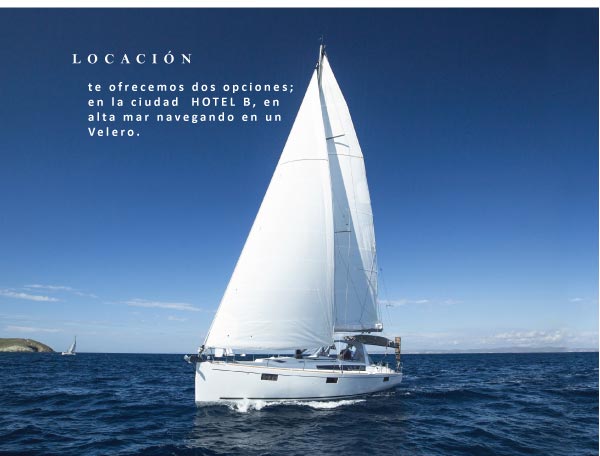 LOCACIÓN
te ofrecemos dos opciones;
en la ciudad HOTEL B, en
alta mar navegando en un
Velero.